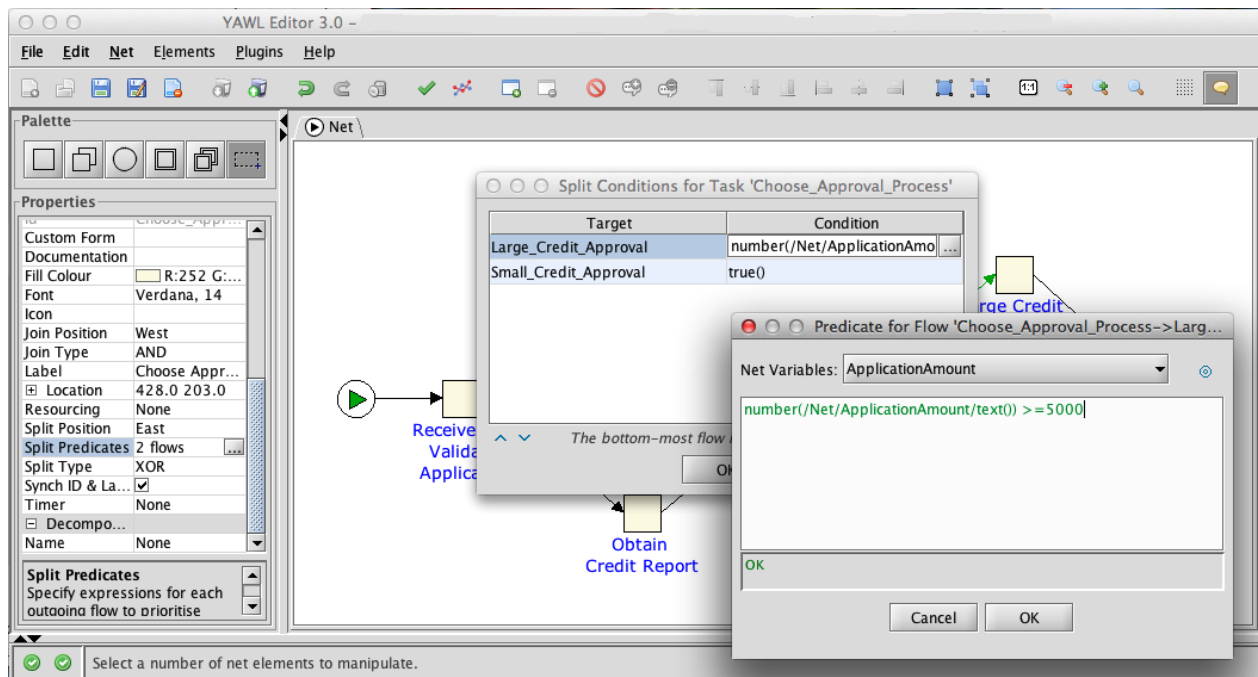 YAWL Editor 3.0 –
File Edit Net Elements Plugins Help
1:1
Palette
Net
Properties
Custom Form
Documentation
Fill Colour R:252 G:...
Font Verdana, 14
Icon
Join Position West
Join Type AND
Label Choose Appr...
Location 428.0 203.0
Resourcing None
Split Position East
Split Predicates 2 flows ...
Split Type XOR
Synch ID & La...
Timer None
Decompo...
Name None
Split Predicates
Specify expressions for each
outgoing flow to prioritise
Split Conditions for Task 'Choose_Approval_Process'
Target Condition
Large_Credit_Approval number(/Net/ApplicationAmo ...
Small_Credit_Approval true()
The bottom-most flow
Receive
Valida
Applica
Obtain
Credit Report
rge Credit
Predicate for Flow 'Choose_Approval_Process->Larg...
Net Variables: ApplicationAmount
number(/Net/ApplicationAmount/text()) >=5000
OK
Cancel OK
Select a number of net elements to manipulate.